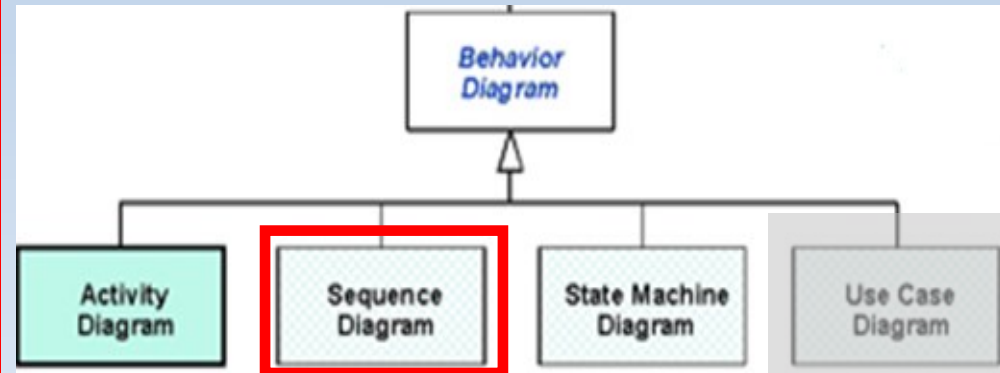 Behavior
Diagram
Activity
Diagram
Sequence
Diagram
State Machine
Diagram
Use Case
Diagram